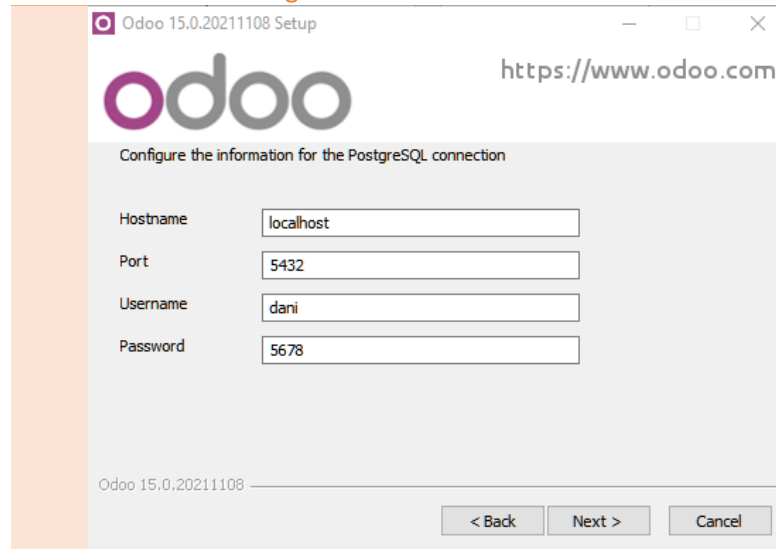 Odoo 15.0.20211108 Setup
odoo
https://www.odoo.com
Configure the information for the PostgreSQL connection
Hostname localhost
Port 5432
Username dani
Password 5678
Odoo 15.0.20211108
< Back Next > Cancel